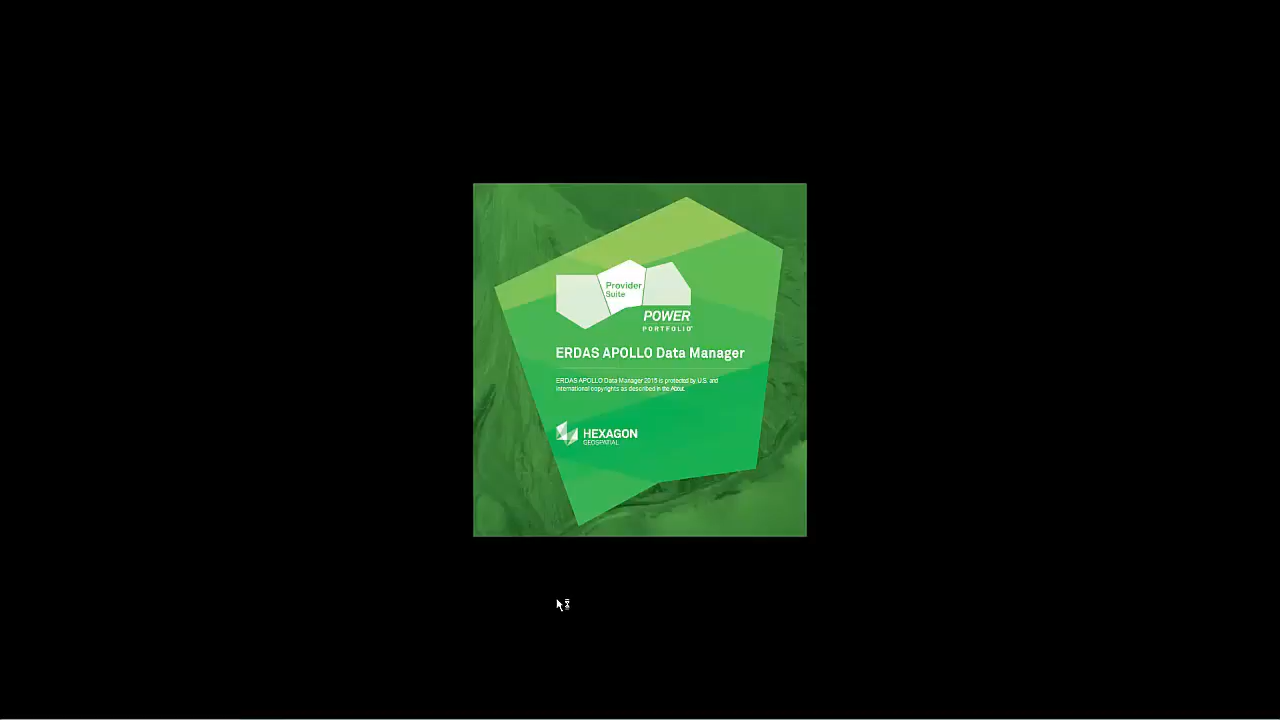 Provider
Suite
POWER
PORTFOLIO
ERDAS APOLLO Data Manager
ERDAS APOLLO Data Manager 2015 is protected by U.S. and
international copyrights as described in the About.
HEXAGON
GEOSPATIAL